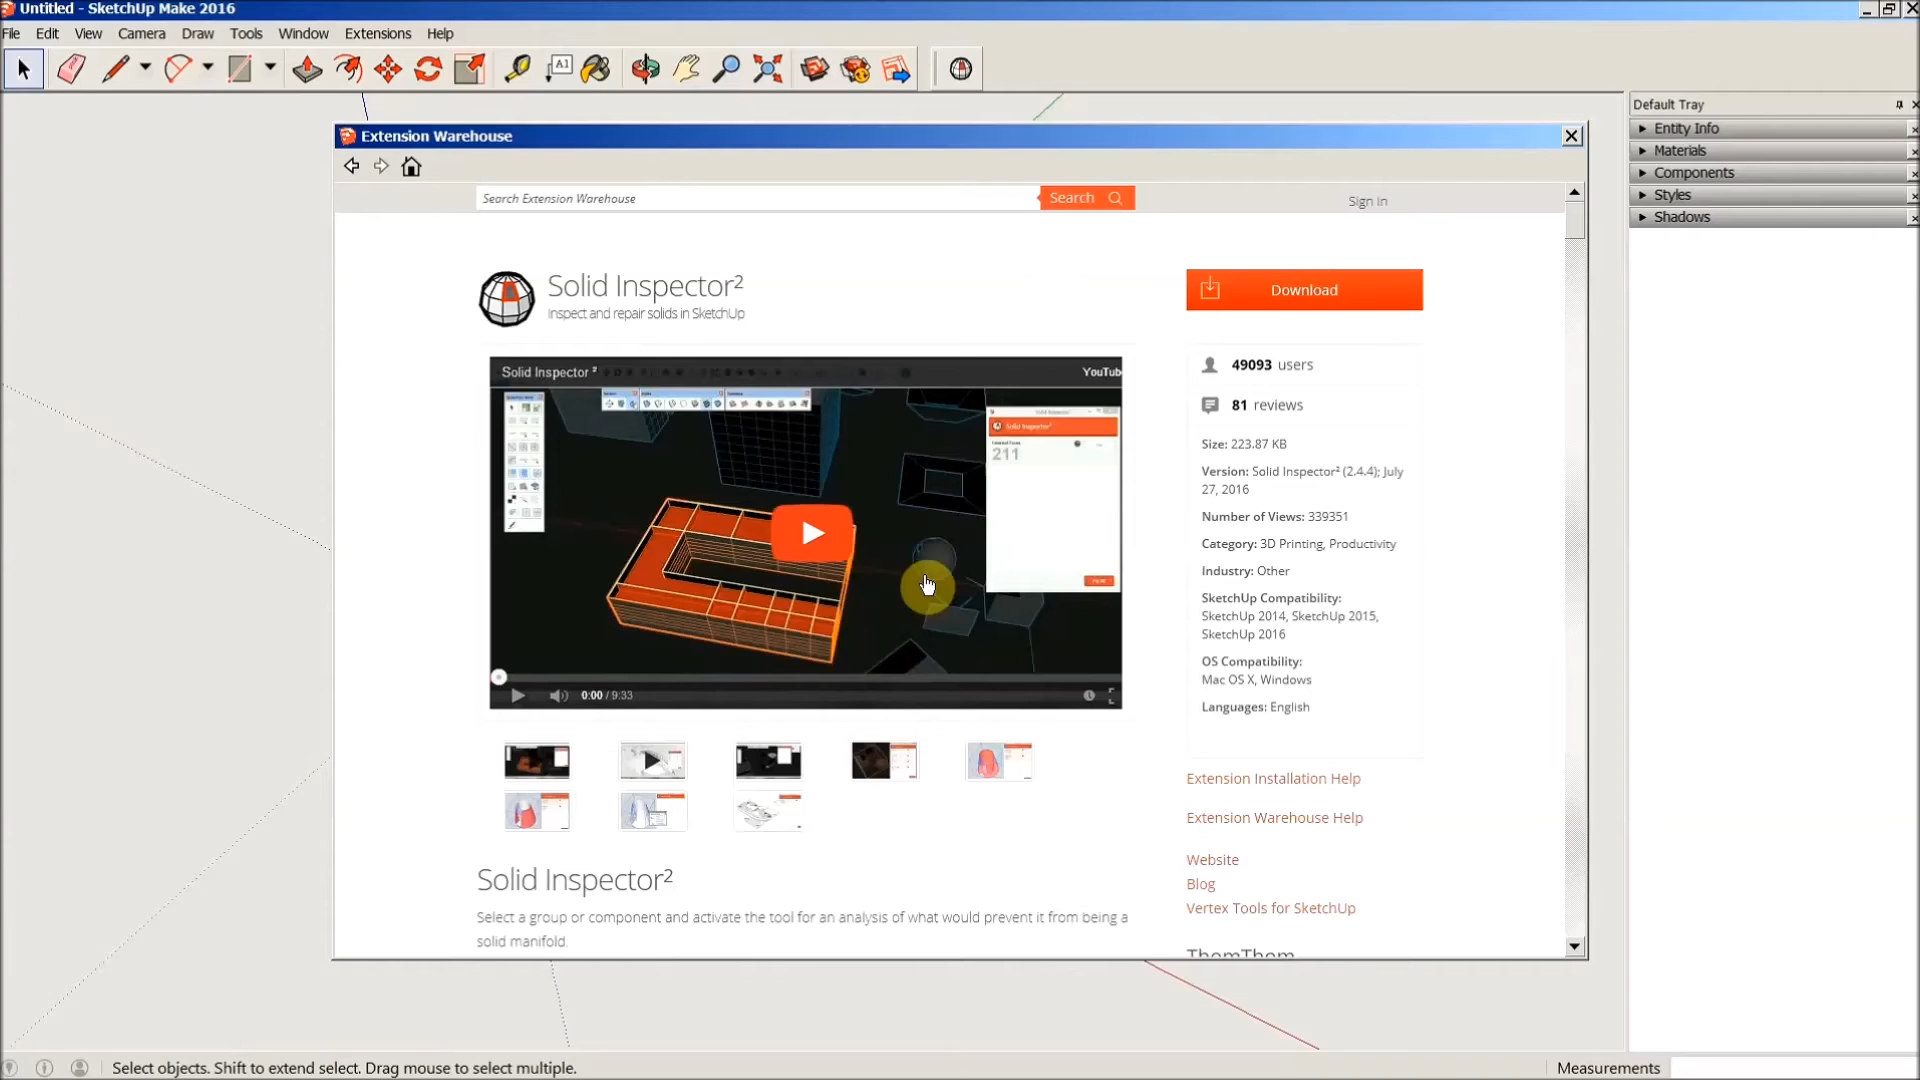 Untitled - SketchUp Make 2016
File Edit View Camera Draw Tools Window Extensions Help
A1
Default Tray
Entity Info
Materials
Components
Styles
Shadows
Extension Warehouse
Search Extension Warehouse
Search
Sign In
Solid Inspector²
Inspect and repair solids in SketchUp
Download
Solid Inspector ²
YouTub
Solid Inspector²
211
0:00 / 9:33
49093 users
81 reviews
Size: 223.87 KB
Version: Solid Inspector² (2.4.4); July
27, 2016
Number of Views: 339351
Category: 3D Printing, Productivity
Industry: Other
SketchUp Compatibility:
SketchUp 2014, SketchUp 2015,
SketchUp 2016
OS Compatibility:
Mac OS X, Windows
Languages: English
Extension Installation Help
Extension Warehouse Help
Website
Blog
Vertex Tools for SketchUp
ThomThom
Solid Inspector²
Select a group or component and activate the tool for an analysis of what would prevent it from being a
solid manifold.
Select objects. Shift to extend select. Drag mouse to select multiple.
Measurements